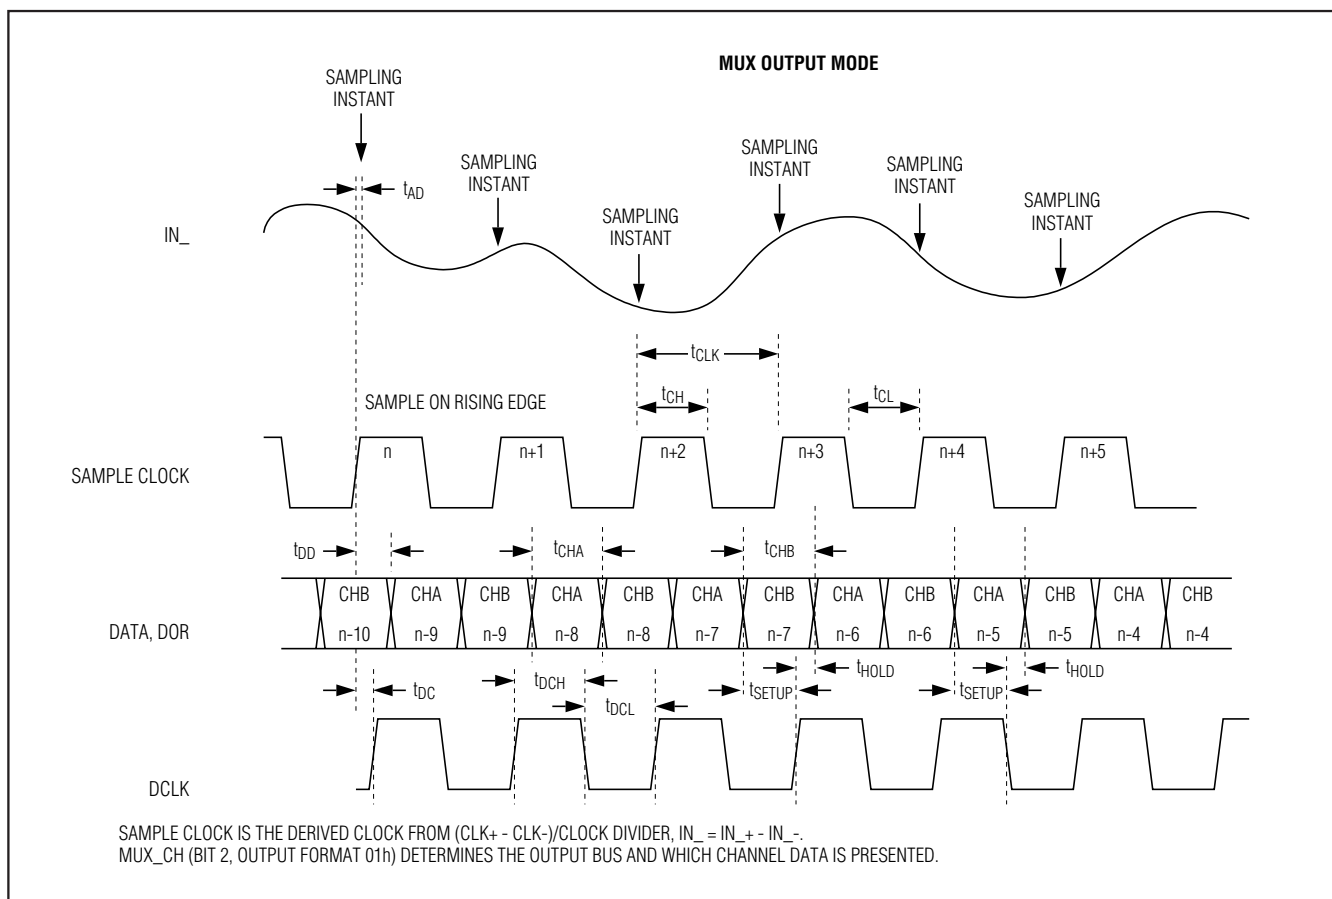 MUX OUTPUT MODE
SAMPLING
INSTANT
SAMPLING
INSTANT
SAMPLING
INSTANT
SAMPLING
INSTANT
SAMPLING
INSTANT
SAMPLING
INSTANT
tAD
IN_
tCLK
tCH
tCL
SAMPLE ON RISING EDGE
SAMPLE CLOCK
n n+1 n+2 n+3 n+4 n+5
tDD tCHA tCHB
DATA, DOR
CHB CHA CHB CHA CHB CHA CHB CHA CHB CHA CHB CHA CHB
n-10 n-9 n-9 n-8 n-8 n-7 n-7 n-6 n-6 n-5 n-5 n-4 n-4
tDC tDCH tDCL tSETUP tHOLD tSETUP tHOLD
DCLK
SAMPLE CLOCK IS THE DERIVED CLOCK FROM (CLK+ - CLK-)/CLOCK DIVIDER, IN_ = IN_+ - IN_-.
MUX_CH (BIT 2, OUTPUT FORMAT 01h) DETERMINES THE OUTPUT BUS AND WHICH CHANNEL DATA IS PRESENTED.